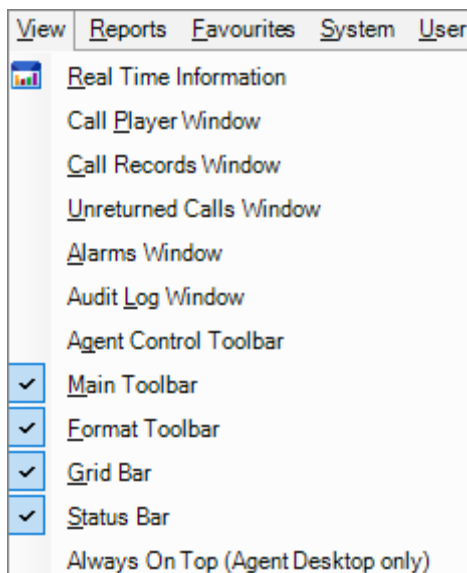 View Reports Favourites System User
Real Time Information
Call Player Window
Call Records Window
Unreturned Calls Window
Alarms Window
Audit Log Window
Agent Control Toolbar
Main Toolbar
Format Toolbar
Grid Bar
Status Bar
Always On Top (Agent Desktop only)